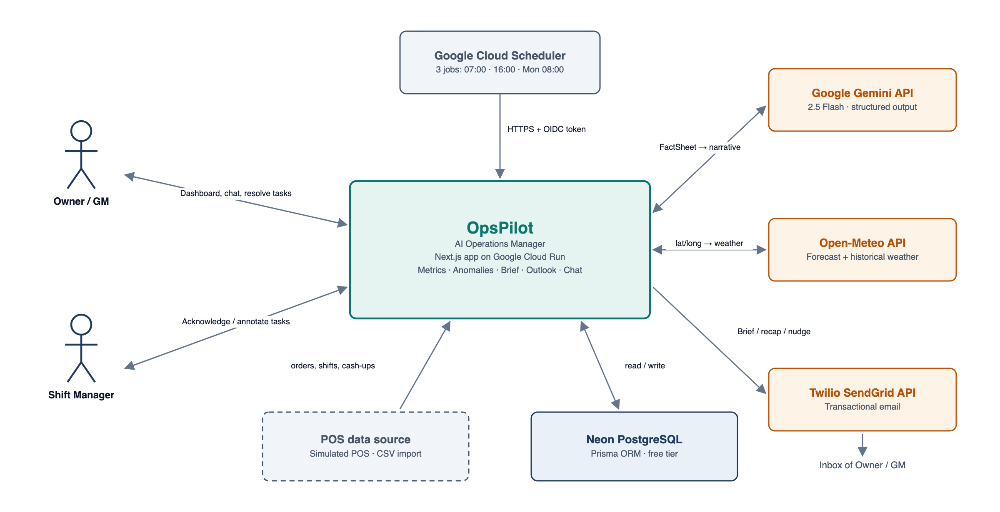 Google Cloud Scheduler
3 jobs: 07:00 · 16:00 · Mon 08:00
Google Gemini API
2.5 Flash · structured output
HTTPS + OIDC token
FactSheet → narrative
Owner / GM
Dashboard, chat, resolve tasks
OpsPilot
AI Operations Manager
Next.js app on Google Cloud Run
Metrics · Anomalies · Brief · Outlook · Chat
lat/long → weather
Open-Meteo API
Forecast + historical weather
Acknowledge / annotate tasks
Shift Manager
Brief / recap / nudge
orders, shifts, cash-ups
read / write
Twilio SendGrid API
Transactional email
POS data source
Simulated POS · CSV import
Neon PostgreSQL
Prisma ORM · free tier
Inbox of Owner / GM